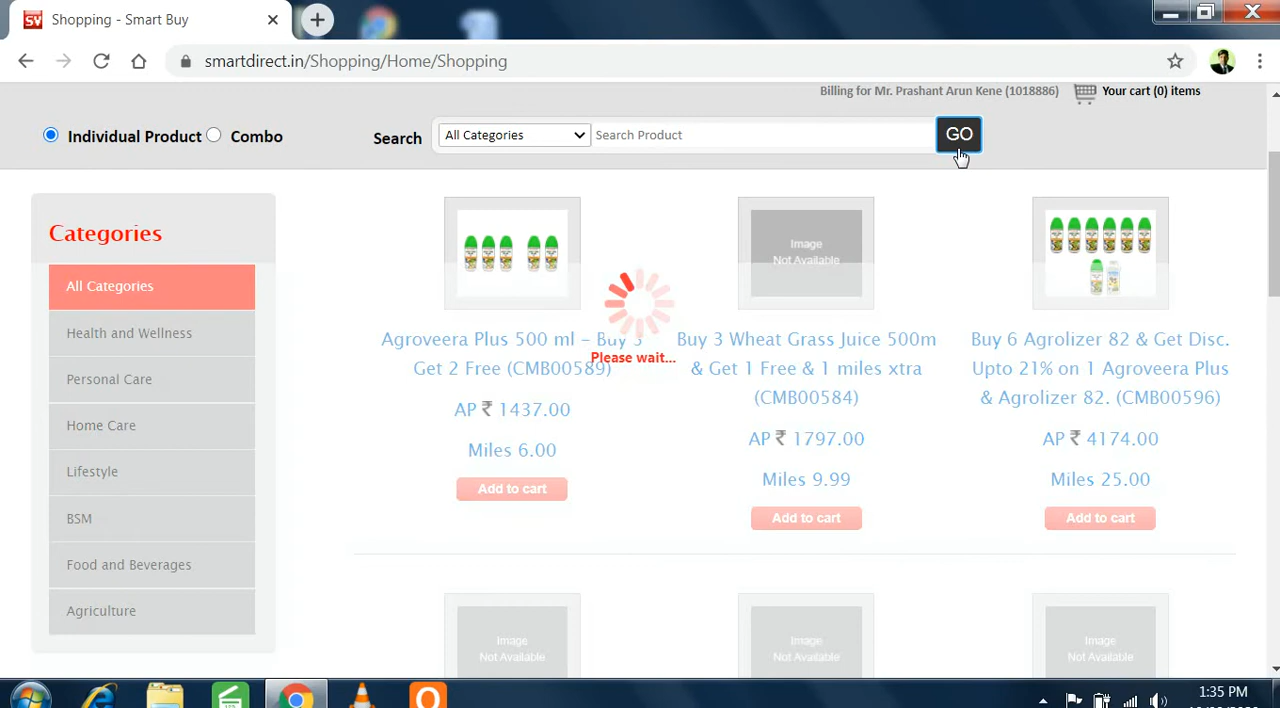 SV Shopping - Smart Buy
smartdirect.in/Shopping/Home/Shopping
Billing for Mr. Prashant Arun Kene (1018886) Your cart (0) items
Individual Product Combo Search All Categories Search Product GO
Categories
All Categories
Health and Wellness
Personal Care
Home Care
Lifestyle
BSM
Food and Beverages
Agriculture
Agroveera Plus 500 ml – Buy 3
Get 2 Free (CMB00589)
AP ₹ 1437.00
Miles 6.00
Add to cart
Please wait...
Image
Not Available
Buy 3 Wheat Grass Juice 500m
& Get 1 Free & 1 miles xtra
(CMB00584)
AP ₹ 1797.00
Miles 9.99
Add to cart
Buy 6 Agrolizer 82 & Get Disc.
Upto 21% on 1 Agroveera Plus
& Agrolizer 82. (CMB00596)
AP ₹ 4174.00
Miles 25.00
Add to cart
Image
Not Available
Image
Not Available
Image
Not Available
1:35 PM